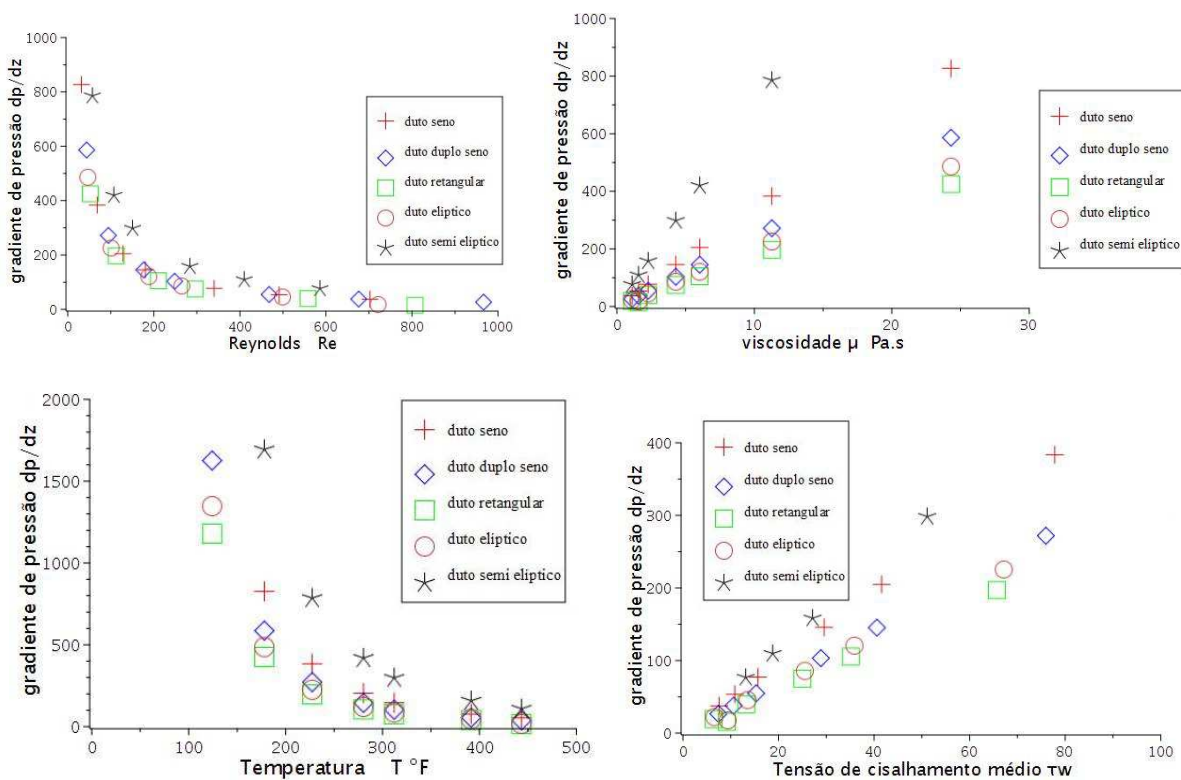 gradiente de pressão dp/dz
1000
800
600
400
200
0
0 200 400 600 800 1000
Reynolds Re
duto seno
duto duplo seno
duto retangular
duto eliptico
duto semi eliptico
gradiente de pressão dp/dz
1000
800
600
400
200
0
0 10 20 30
viscosidade μ Pa.s
duto seno
duto duplo seno
duto retangular
duto eliptico
duto semi eliptico
gradiente de pressão dp/dz
2000
1500
1000
500
0
0 100 200 300 400 500
Temperatura T °F
duto seno
duto duplo seno
duto retangular
duto eliptico
duto semi eliptico
gradiente de pressão dp/dz
400
300
200
100
0
0 20 40 60 80 100
Tensão de cisalhamento médio τw
duto seno
duto duplo seno
duto retangular
duto eliptico
duto semi eliptico